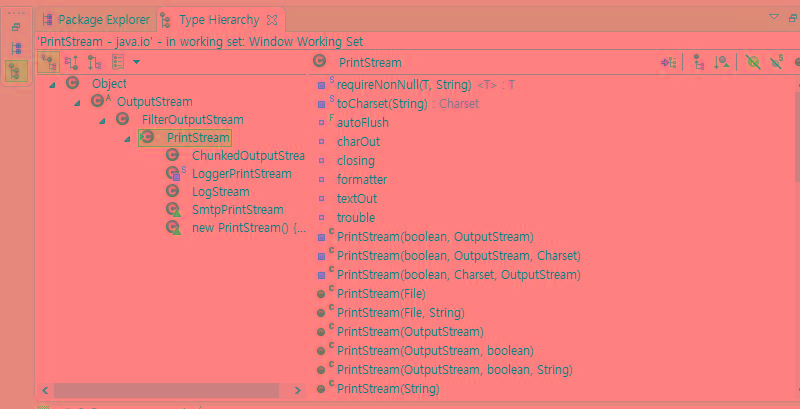 Package Explorer
Type Hierarchy
'PrintStream - java.io' - in working set: Window Working Set
Object
OutputStream
FilterOutputStream
PrintStream
ChunkedOutputStrea
LoggerPrintStream
LogStream
SmtpPrintStream
new PrintStream() {...
PrintStream
requireNonNull(T, String) <T> : T
toCharset(String) : Charset
autoFlush
charOut
closing
formatter
textOut
trouble
PrintStream(boolean, OutputStream)
PrintStream(boolean, OutputStream, Charset)
PrintStream(boolean, Charset, OutputStream)
PrintStream(File)
PrintStream(File, String)
PrintStream(OutputStream)
PrintStream(OutputStream, boolean)
PrintStream(OutputStream, boolean, String)
PrintStream(String)